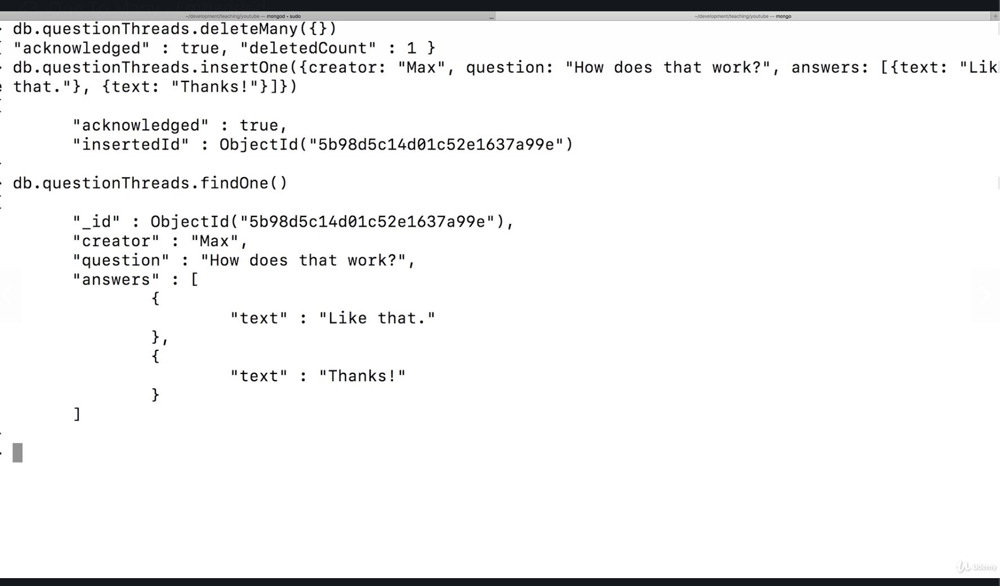 ~/development/teaching/youtube — mongod • sudo ... ~/development/teaching/youtube — mongo +
db.questionThreads.deleteMany({})
"acknowledged" : true, "deletedCount" : 1 }
db.questionThreads.insertOne({creator: "Max", question: "How does that work?", answers: [{text: "Lik
e that."}, {text: "Thanks!"}]})
"acknowledged" : true,
"insertedId" : ObjectId("5b98d5c14d01c52e1637a99e")
db.questionThreads.findOne()
"_id" : ObjectId("5b98d5c14d01c52e1637a99e"),
"creator" : "Max",
"question" : "How does that work?",
"answers" : [
{
"text" : "Like that."
},
{
"text" : "Thanks!"
}
]
Udemy